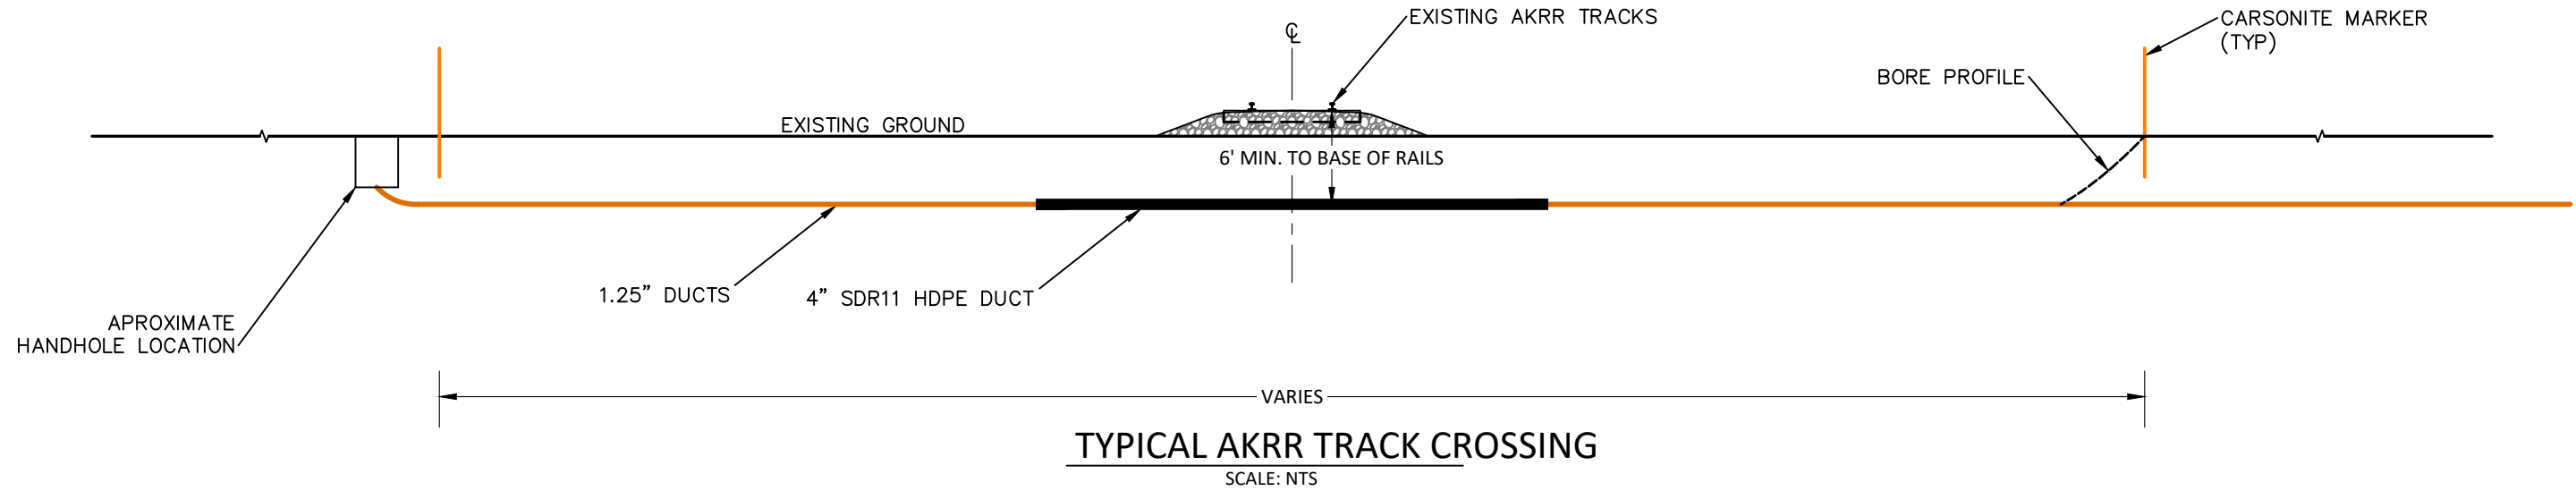 EXISTING AKRR TRACKS
℄
CARSONITE MARKER
(TYP)
BORE PROFILE
EXISTING GROUND
6' MIN. TO BASE OF RAILS
1.25” DUCTS
4” SDR11 HDPE DUCT
APROXIMATE
HANDHOLE LOCATION
VARIES
TYPICAL AKRR TRACK CROSSING
SCALE: NTS